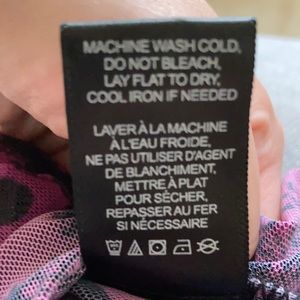 MACHINE WASH COLD,
DO NOT BLEACH,
LAY FLAT TO DRY,
COOL IRON IF NEEDED
LAVER À LA MACHINE
À L'EAU FROIDE,
NE PAS UTILISER D'AGENT
DE BLANCHIMENT,
METTRE À PLAT
POUR SÉCHER,
REPASSER AU FER
SI NÉCESSAIRE